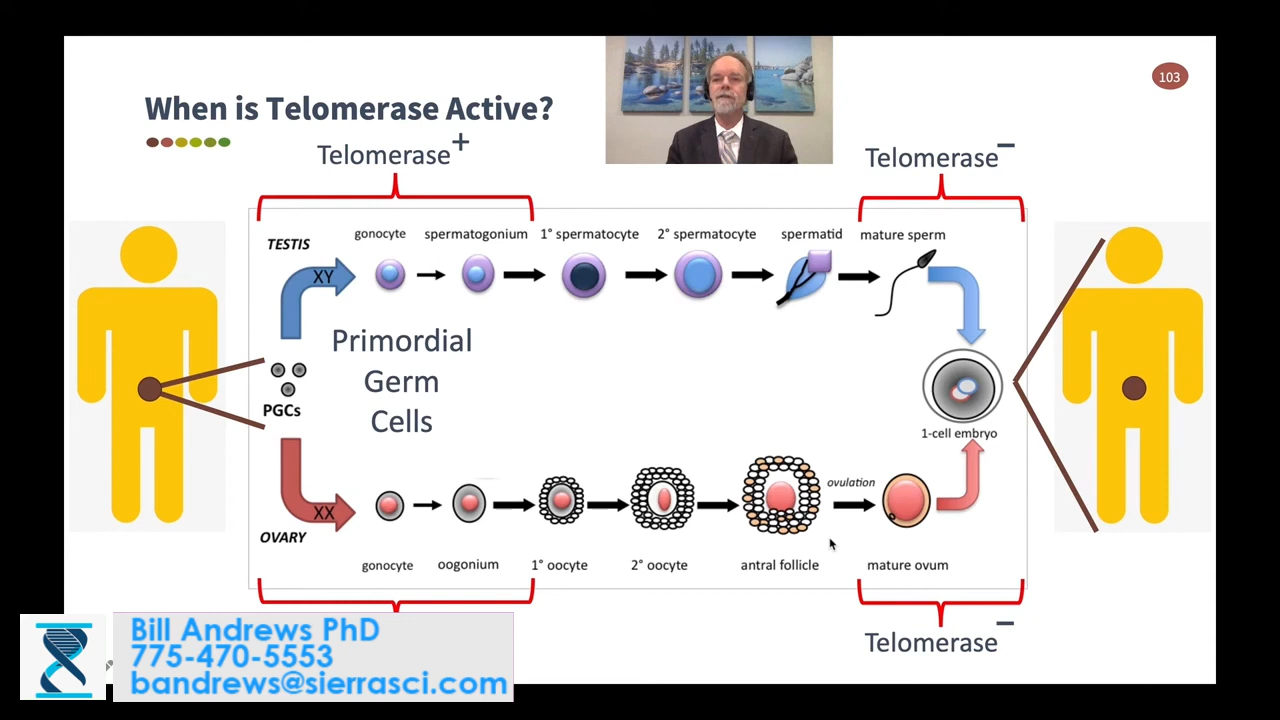 103
When is Telomerase Active?
Telomerase+
Telomerase−
TESTIS
gonocyte
spermatogonium
1° spermatocyte
2° spermatocyte
spermatid
mature sperm
XY
Primordial
Germ
Cells
PGCs
1-cell embryo
ovulation
XX
OVARY
gonocyte
oogonium
1° oocyte
2° oocyte
antral follicle
mature ovum
Telomerase−
Bill Andrews PhD
775-470-5553
bandrews@sierrasci.com